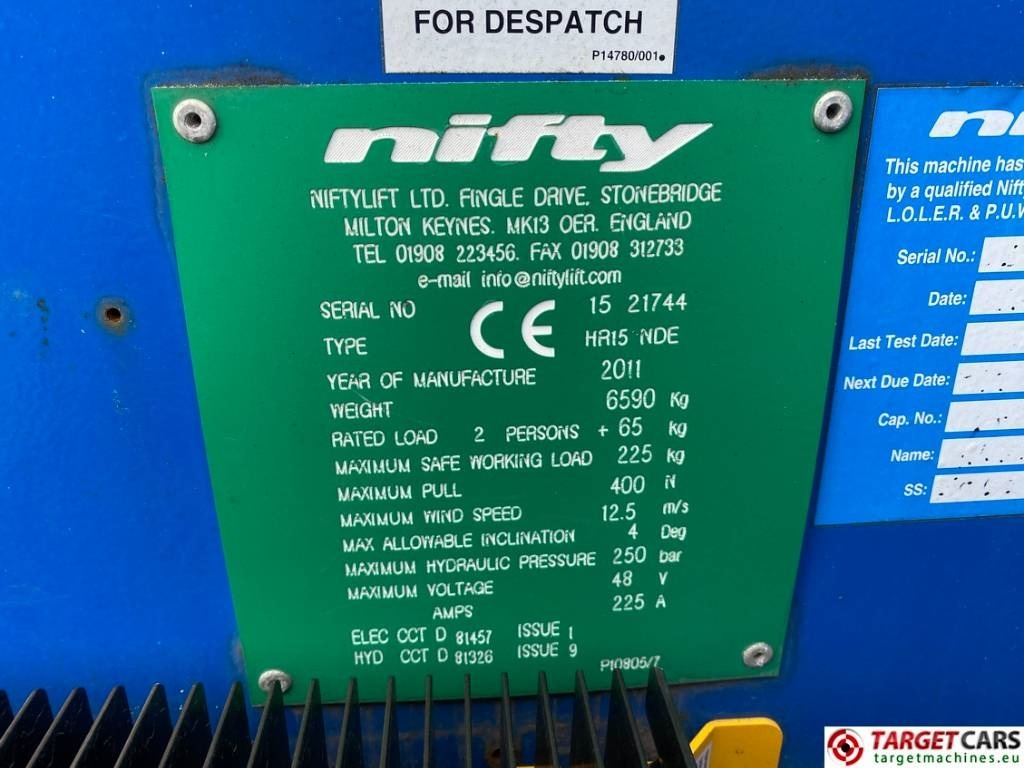 FOR DESPATCH
P14780/001
nifty
NIFTYLIFT LTD. FINGLE DRIVE. STONEBRIDGE
MILTON KEYNES. MK13 OER. ENGLAND
TEL 01908 223456. FAX 01908 312733
e-mail info@niftylift.com
SERIAL NO 15 21744
CE
TYPE HR15 NDE
YEAR OF MANUFACTURE 2011
WEIGHT 6590 Kg
RATED LOAD 2 PERSONS + 65 kg
MAXIMUM SAFE WORKING LOAD 225 kg
MAXIMUM PULL 400 N
MAXIMUM WIND SPEED 12.5 m/s
MAX ALLOWABLE INCLINATION 4 Deg
MAXIMUM HYDRAULIC PRESSURE 250 bar
MAXIMUM VOLTAGE 48 V
AMPS 225 A
ELEC CCT D 81457 ISSUE 1
HYD CCT D 81326 ISSUE 9
P10805/7
This machine has
by a qualified Nift
L.O.L.E.R. & P.U.W
Serial No.:
Date:
Last Test Date:
Next Due Date:
Cap. No.:
Name:
SS:
TARGETCARS
targetmachines.eu